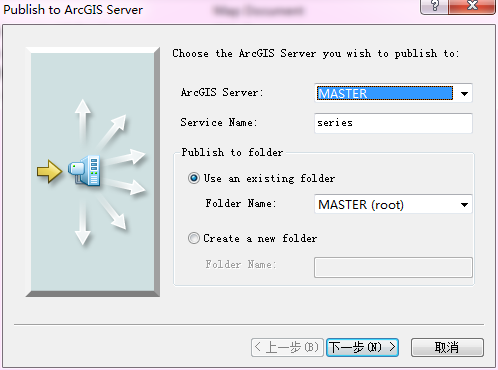 Map Document
Publish to ArcGIS Server
Choose the ArcGIS Server you wish to publish to:
ArcGIS Server: MASTER
Service Name: series
Publish to folder
Use an existing folder
Folder Name: MASTER (root)
Create a new folder
Folder Name:
< 上一步(B) 下一步(N) > 取消